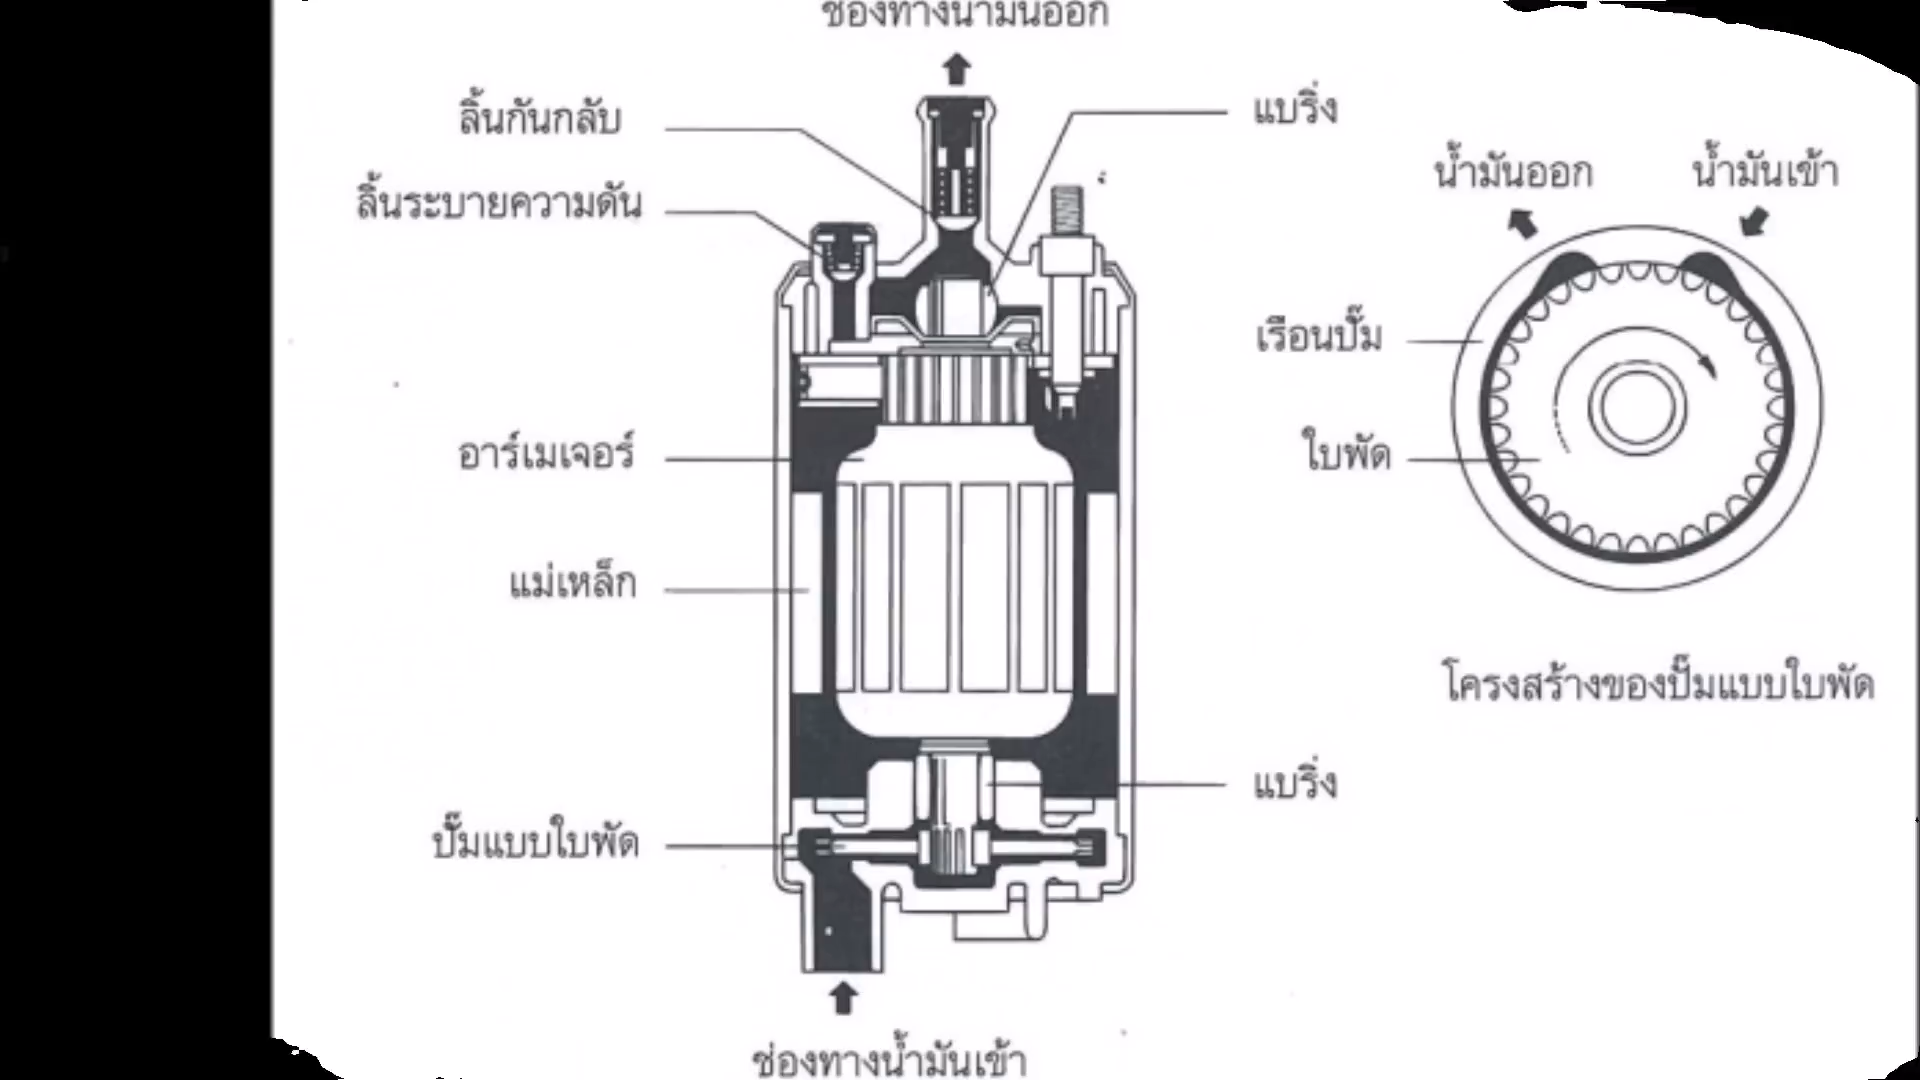 ช่องทางน้ำมันออก
ลิ้นกันกลับ
แบริ่ง
ลิ้นระบายความดัน
น้ำมันออก
น้ำมันเข้า
เรือนปั๊ม
อาร์เมเจอร์
ใบพัด
แม่เหล็ก
โครงสร้างของปั๊มแบบใบพัด
แบริ่ง
ปั๊มแบบใบพัด
ช่องทางน้ำมันเข้า